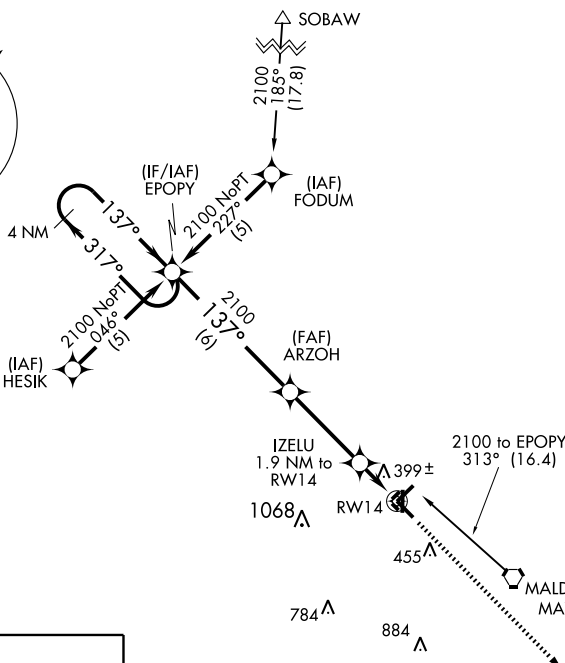 SOBAW
2100
185°
(17.8)
(IF/IAF)
EPOPY
(IAF)
FODUM
2100 NoPT
227°
(5)
4 NM
137°
317°
2100 NoPT
046°
(5)
(IAF)
HESIK
2100
137°
(6)
(FAF)
ARZOH
IZELU
1.9 NM to
RW14
399±
2100 to EPOPY
313° (16.4)
1068
RW14
455
MALD
MA
784
884